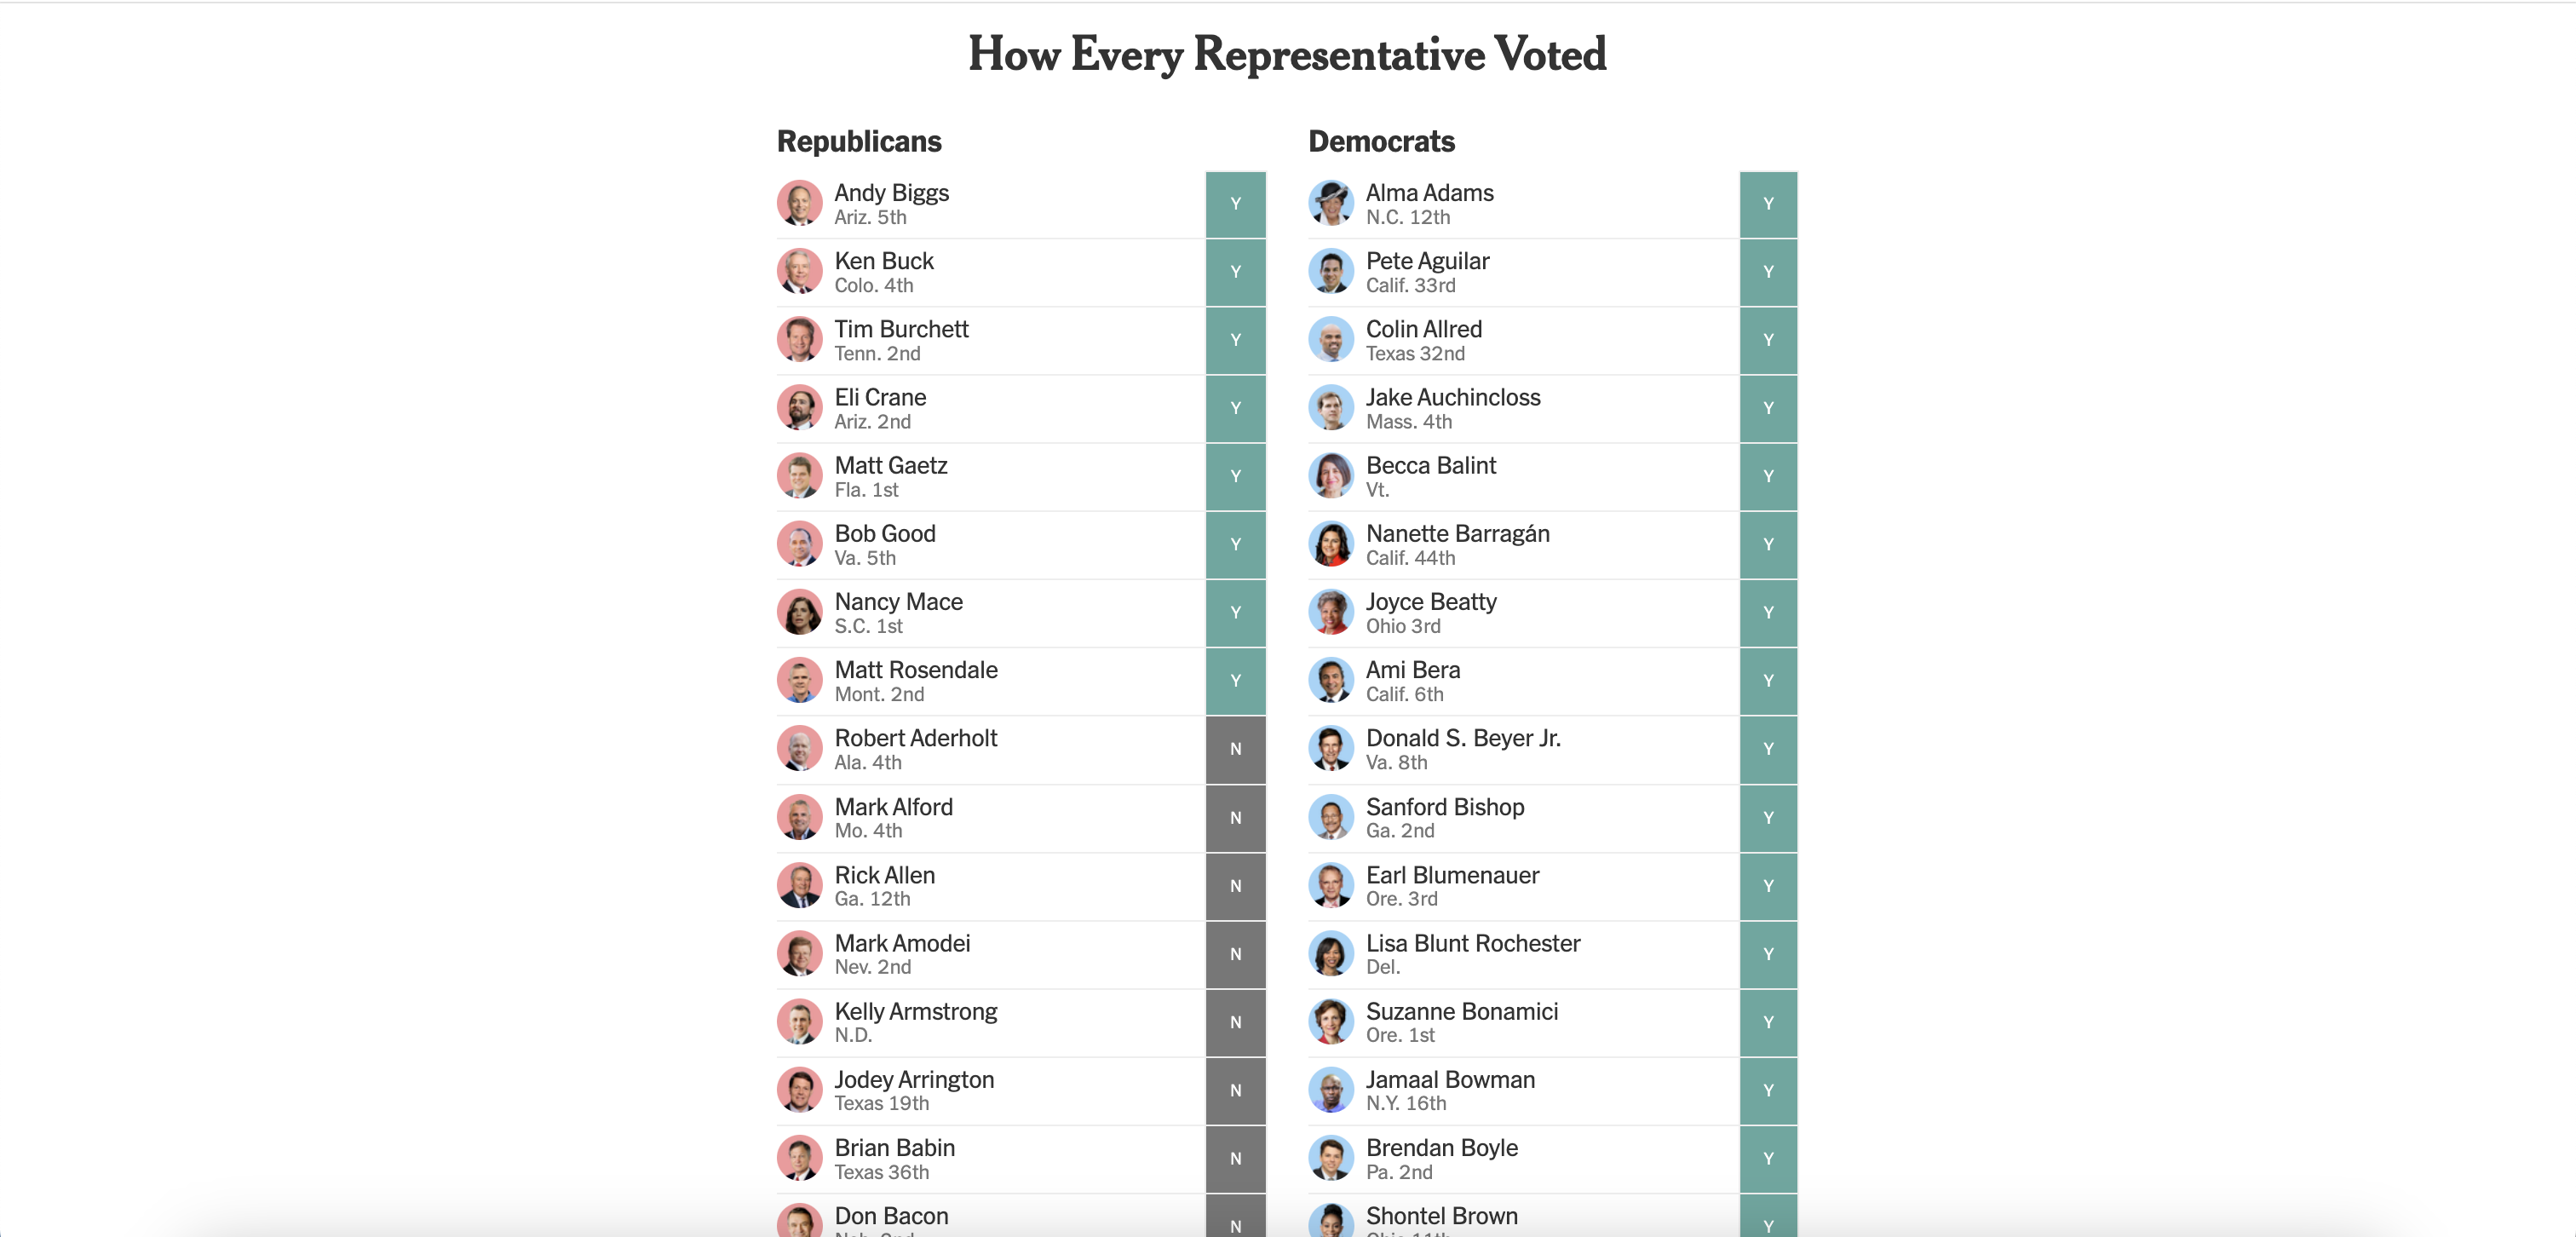 How Every Representative Voted
Republicans
Andy Biggs
Ariz. 5th
Y
Ken Buck
Colo. 4th
Y
Tim Burchett
Tenn. 2nd
Y
Eli Crane
Ariz. 2nd
Y
Matt Gaetz
Fla. 1st
Y
Bob Good
Va. 5th
Y
Nancy Mace
S.C. 1st
Y
Matt Rosendale
Mont. 2nd
Y
Robert Aderholt
Ala. 4th
N
Mark Alford
Mo. 4th
N
Rick Allen
Ga. 12th
N
Mark Amodei
Nev. 2nd
N
Kelly Armstrong
N.D.
N
Jodey Arrington
Texas 19th
N
Brian Babin
Texas 36th
N
Don Bacon
N
Democrats
Alma Adams
N.C. 12th
Y
Pete Aguilar
Calif. 33rd
Y
Colin Allred
Texas 32nd
Y
Jake Auchincloss
Mass. 4th
Y
Becca Balint
Vt.
Y
Nanette Barragán
Calif. 44th
Y
Joyce Beatty
Ohio 3rd
Y
Ami Bera
Calif. 6th
Y
Donald S. Beyer Jr.
Va. 8th
Y
Sanford Bishop
Ga. 2nd
Y
Earl Blumenauer
Ore. 3rd
Y
Lisa Blunt Rochester
Del.
Y
Suzanne Bonamici
Ore. 1st
Y
Jamaal Bowman
N.Y. 16th
Y
Brendan Boyle
Pa. 2nd
Y
Shontel Brown
Y